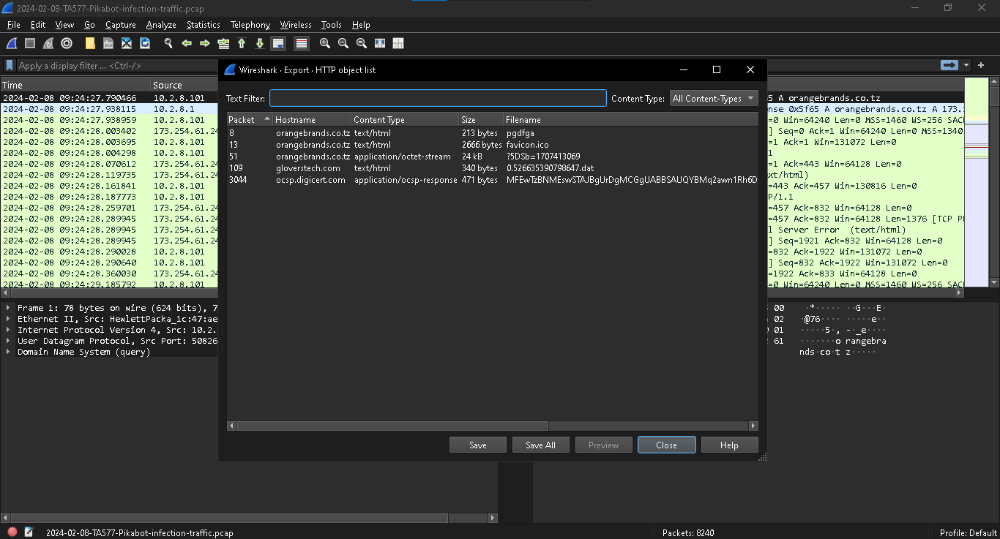 2024-02-08-TA577-Pikabot-infection-traffic.pcap
File Edit View Go Capture Analyze Statistics Telephony Wireless Tools Help
Apply a display filter ... <Ctrl-/>
Time Source
2024-02-08 09:24:27.790466 10.2.8.101
2024-02-08 09:24:27.938115 10.2.8.1
2024-02-08 09:24:27.938959 10.2.8.101
2024-02-08 09:24:28.003402 173.254.61.24
2024-02-08 09:24:28.003695 10.2.8.101
2024-02-08 09:24:28.004298 10.2.8.101
2024-02-08 09:24:28.070612 173.254.61.24
2024-02-08 09:24:28.119735 173.254.61.24
2024-02-08 09:24:28.161841 10.2.8.101
2024-02-08 09:24:28.187773 10.2.8.101
2024-02-08 09:24:28.259701 173.254.61.24
2024-02-08 09:24:28.289945 173.254.61.24
2024-02-08 09:24:28.289945 173.254.61.24
2024-02-08 09:24:28.289945 173.254.61.24
2024-02-08 09:24:28.290028 10.2.8.101
2024-02-08 09:24:28.290640 10.2.8.101
2024-02-08 09:24:28.360030 173.254.61.24
2024-02-08 09:24:29.185792 10.2.8.101
Wireshark · Export · HTTP object list
Text Filter: Content Type: All Content-Types
Packet Hostname Content Type Size Filename
8 orangebrands.co.tz text/html 213 bytes pgdfga
13 orangebrands.co.tz text/html 2666 bytes favicon.ico
51 orangebrands.co.tz application/octet-stream 24 kB ?5DSb=1707413069
109 gloverstech.com text/html 340 bytes 0.526635390798647.dat
3044 ocsp.digicert.com application/ocsp-response 471 bytes MFEwTzBNMEswSTAJBgUrDgMCGgUABBSAUQYBMq2awn1Rh6D
Save Save All Preview Close Help
65 A orangebrands.co.tz
nse 0x5f65 A orangebrands.co.tz A 173.
=0 Win=64240 Len=0 MSS=1460 WS=256 SAC
] Seq=0 Ack=1 Win=64240 Len=0 MSS=1340
=1 Ack=1 Win=131072 Len=0
1
=1 Ack=443 Win=64128 Len=0
xt/html)
=443 Ack=457 Win=130816 Len=0
P/1.1
=457 Ack=832 Win=64128 Len=0
=457 Ack=832 Win=64128 Len=1376 [TCP P
l Server Error (text/html)
] Seq=1921 Ack=832 Win=64128 Len=0
=832 Ack=1922 Win=131072 Len=0
] Seq=832 Ack=1922 Win=131072 Len=0
=1922 Ack=833 Win=64128 Len=0
=0 Win=64240 Len=0 MSS=1460 WS=256 SAC
Frame 1: 78 bytes on wire (624 bits), 7
Ethernet II, Src: HewlettPacka_1c:47:ae
Internet Protocol Version 4, Src: 10.2.
User Datagram Protocol, Src Port: 50826
Domain Name System (query)
00 ·*···· ··G··E·
02 ·@76···· ····e··
01 ····5·,· ·_e····
61 ·······o rangebra
nds·co·t z·····
2024-02-08-TA577-Pikabot-infection-traffic.pcap Packets: 8240 Profile: Default